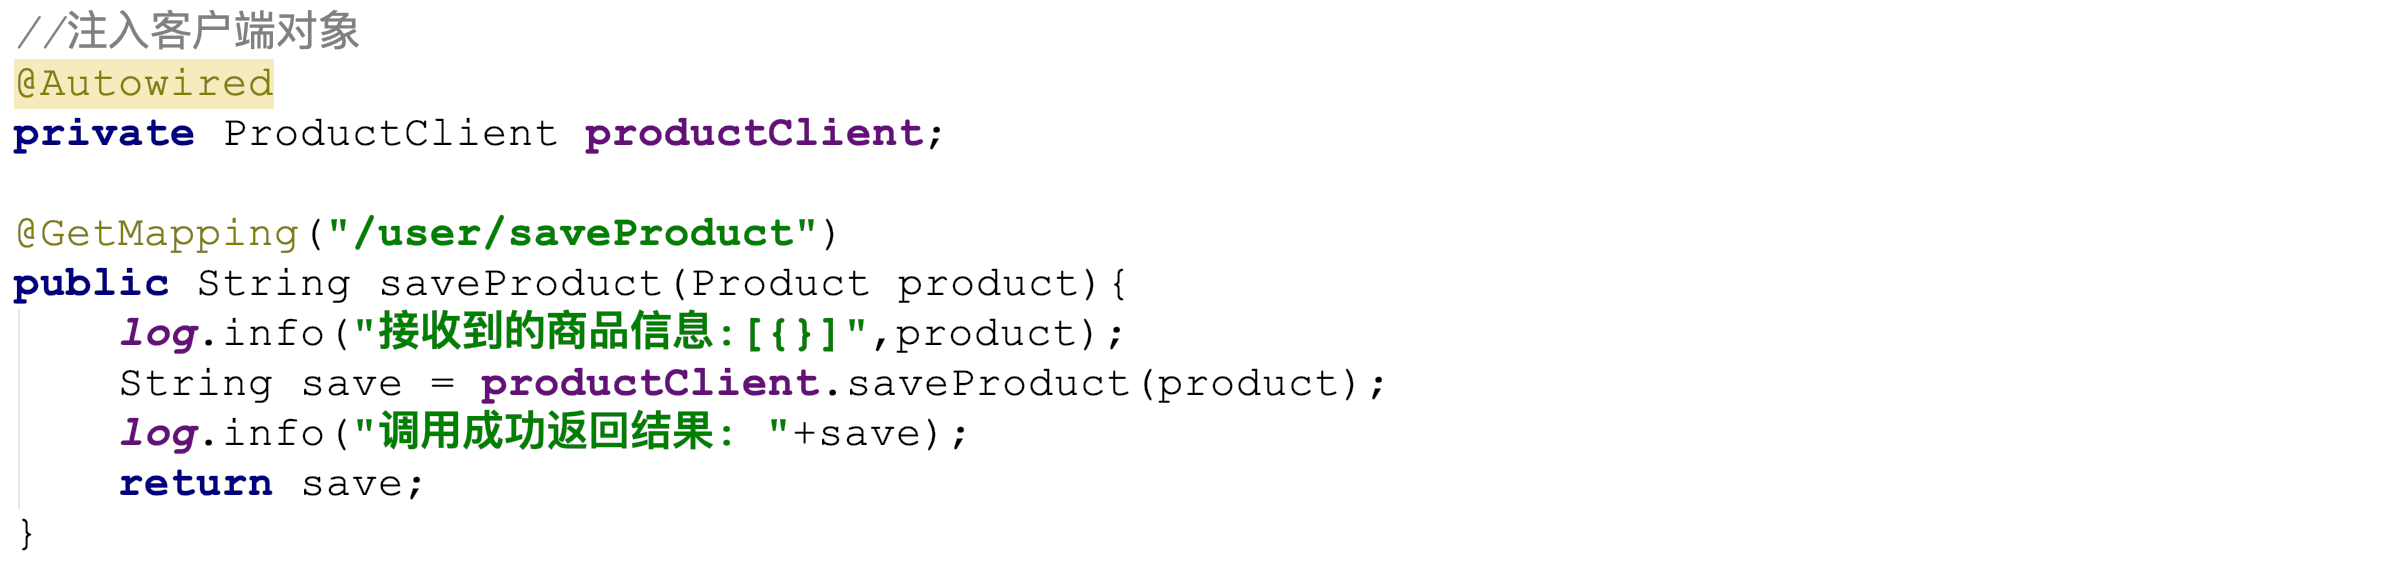 //注入客户端对象
@Autowired
private ProductClient productClient;
@GetMapping("/user/saveProduct")
public String saveProduct(Product product){
    log.info("接收到的商品信息:[{}]",product);
    String save = productClient.saveProduct(product);
    log.info("调用成功返回结果: "+save);
    return save;
}